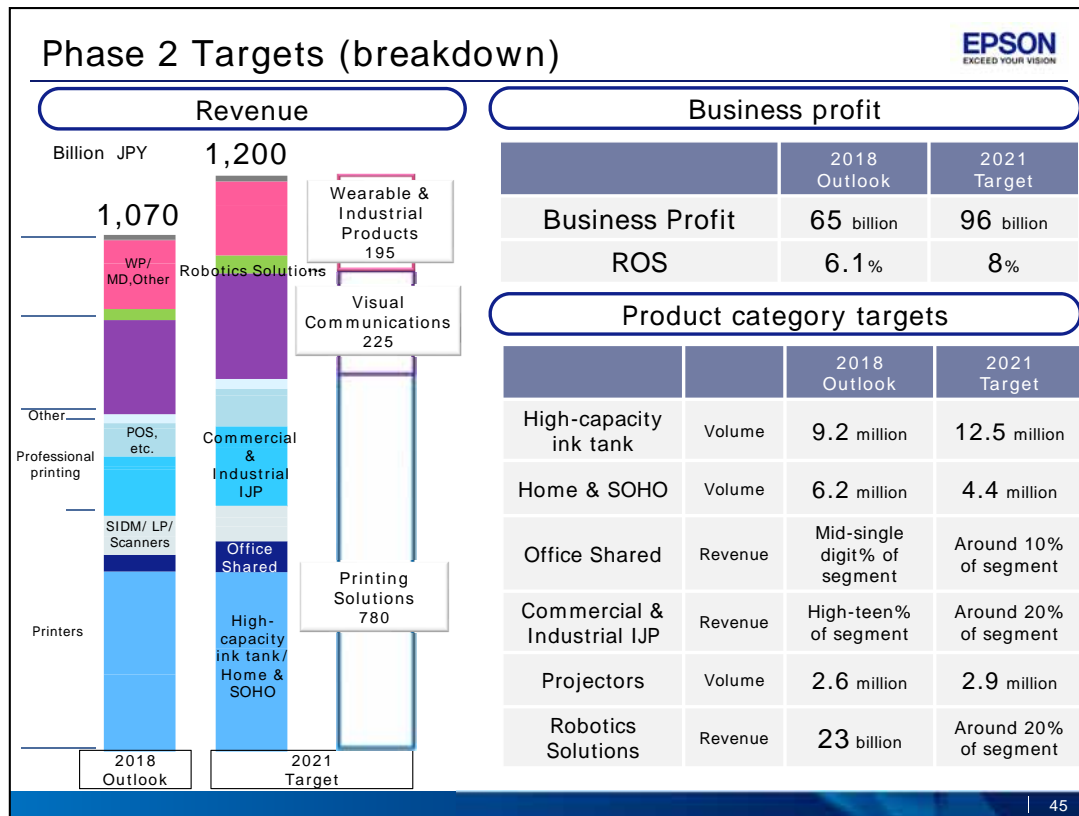 Phase 2 Targets (breakdown)
EPSON
EXCEED YOUR VISION
Revenue
Billion JPY
1,200
1,070
WP/
MD,Other
Robotics Solutions
Other
POS,
etc.
Professional
printing
Commercial
&
Industrial
IJP
SIDM/ LP/
Scanners
Office
Shared
Printers
High-
capacity
ink tank/
Home &
SOHO
Wearable &
Industrial
Products
195
Visual
Communications
225
Printing
Solutions
780
2018
Outlook
2021
Target
Business profit
2018
Outlook
2021
Target
Business Profit
65 billion
96 billion
ROS
6.1%
8%
Product category targets
2018
Outlook
2021
Target
High-capacity
ink tank
Volume
9.2 million
12.5 million
Home & SOHO
Volume
6.2 million
4.4 million
Office Shared
Revenue
Mid-single
digit% of
segment
Around 10%
of segment
Commercial &
Industrial IJP
Revenue
High-teen%
of segment
Around 20%
of segment
Projectors
Volume
2.6 million
2.9 million
Robotics
Solutions
Revenue
23 billion
Around 20%
of segment
45